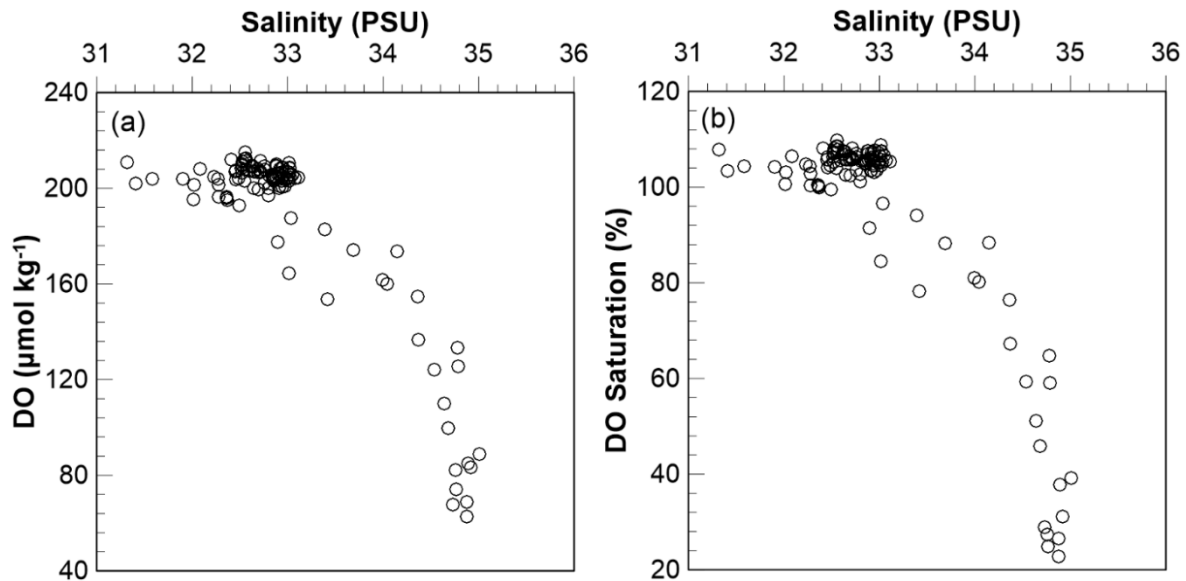 Salinity (PSU)
31 32 33 34 35 36
240
200
160
120
80
40
DO (µmol kg⁻¹)
(a)
Salinity (PSU)
31 32 33 34 35 36
120
100
80
60
40
20
DO Saturation (%)
(b)